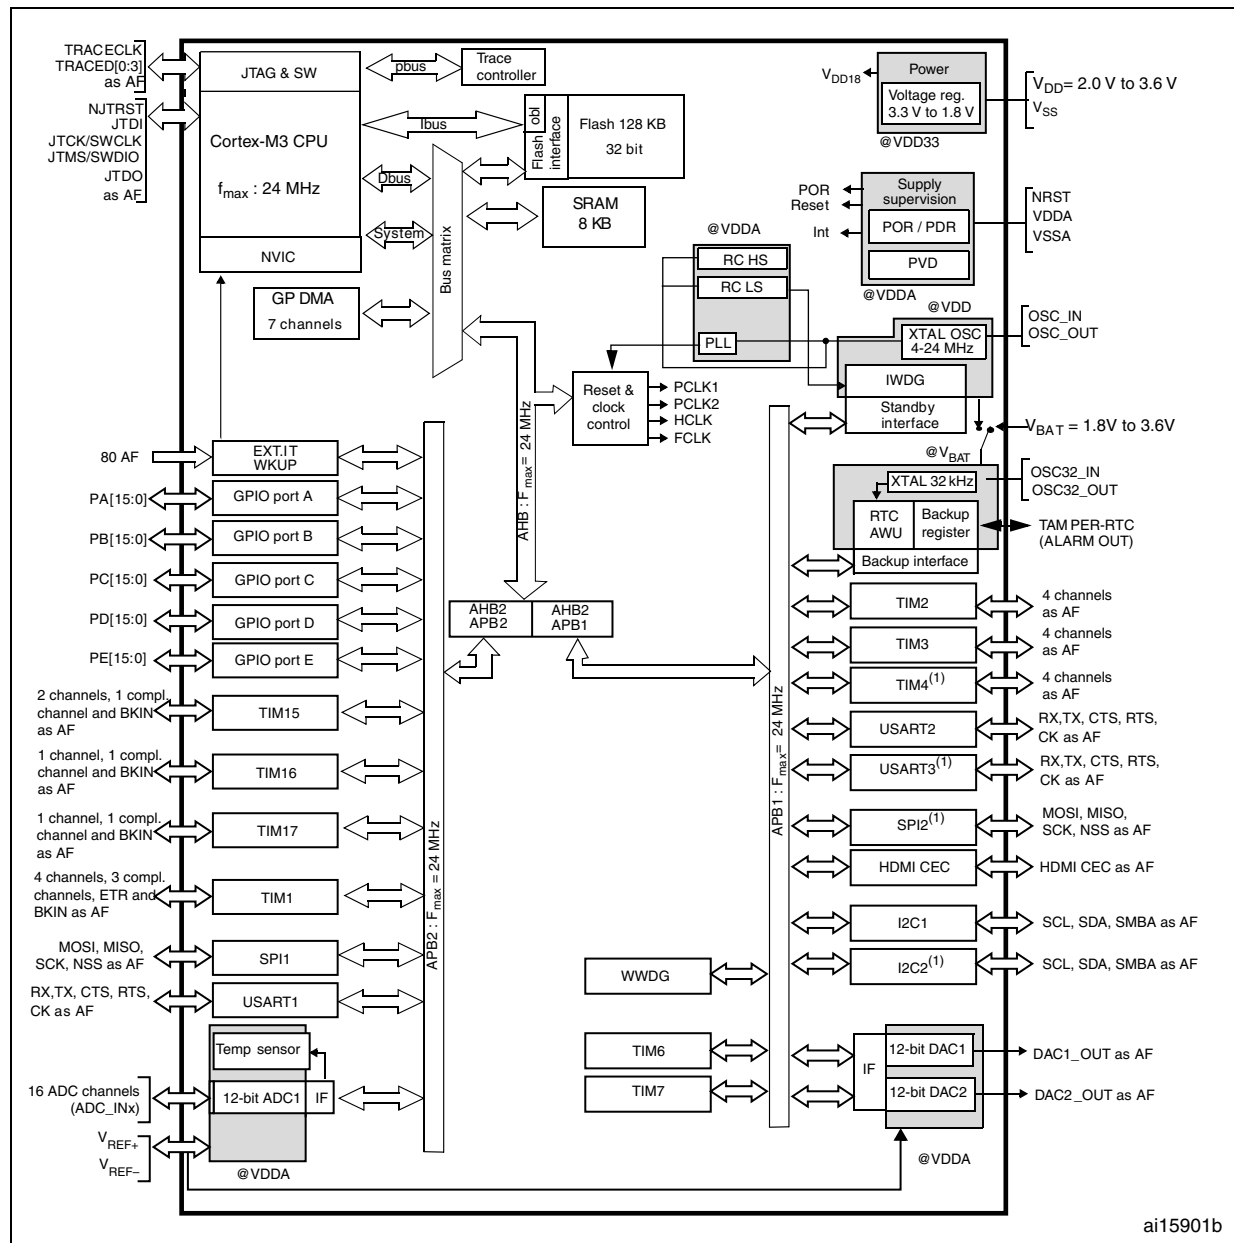 TRACECLK
TRACED[0:3]
as AF
NJTRST
JTDI
JTCK/SWCLK
JTMS/SWDIO
JTDO
as AF
JTAG & SW
Cortex-M3 CPU
fmax : 24 MHz
NVIC
pbus
Trace
controller
Ibus
Dbus
System
Flash obl
interface
Flash 128 KB
32 bit
SRAM
8 KB
GP DMA
7 channels
Bus matrix
VDD18
Power
Voltage reg.
3.3 V to 1.8 V
@VDD33
VDD= 2.0 V to 3.6 V
VSS
POR
Reset
Int
Supply
supervision
POR / PDR
PVD
@VDDA
NRST
VDDA
VSSA
@VDDA
RC HS
RC LS
PLL
@VDD
XTAL OSC
4-24 MHz
IWDG
Standby
interface
OSC_IN
OSC_OUT
Reset &
clock
control
PCLK1
PCLK2
HCLK
FCLK
VBAT = 1.8V to 3.6V
@VBAT
XTAL 32 kHz
RTC
AWU
Backup
register
Backup interface
OSC32_IN
OSC32_OUT
TAM PER-RTC
(ALARM OUT)
AHB : Fmax= 24 MHz
AHB2
APB2
AHB2
APB1
80 AF
EXT.IT
WKUP
PA[15:0]
GPIO port A
PB[15:0]
GPIO port B
PC[15:0]
GPIO port C
PD[15:0]
GPIO port D
PE[15:0]
GPIO port E
2 channels, 1 compl.
channel and BKIN
as AF
TIM15
1 channel, 1 compl.
channel and BKIN
as AF
TIM16
1 channel, 1 compl.
channel and BKIN
as AF
TIM17
4 channels, 3 compl.
channels, ETR and
BKIN as AF
TIM1
MOSI, MISO,
SCK, NSS as AF
SPI1
RX,TX, CTS, RTS,
CK as AF
USART1
Temp sensor
16 ADC channels
(ADC_INx)
12-bit ADC1
IF
VREF+
VREF–
@VDDA
APB2 : Fmax = 24 MHz
APB1 : Fmax= 24 MHz
TIM2
4 channels
as AF
TIM3
4 channels
as AF
TIM4(1)
4 channels
as AF
USART2
RX,TX, CTS, RTS,
CK as AF
USART3(1)
RX,TX, CTS, RTS,
CK as AF
SPI2(1)
MOSI, MISO,
SCK, NSS as AF
HDMI CEC
HDMI CEC as AF
I2C1
SCL, SDA, SMBA as AF
I2C2(1)
SCL, SDA, SMBA as AF
WWDG
TIM6
TIM7
IF
12-bit DAC1
DAC1_OUT as AF
12-bit DAC2
DAC2_OUT as AF
@VDDA
ai15901b